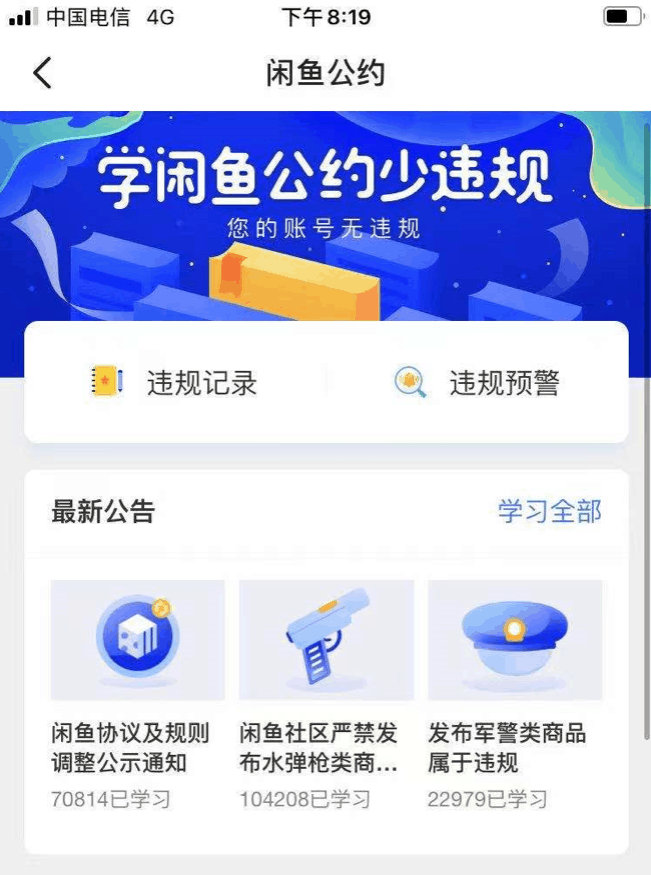 中国电信 4G 下午8:19
闲鱼公约
学闲鱼公约少违规
您的账号无违规
违规记录 违规预警
最新公告 学习全部
闲鱼协议及规则
调整公示通知
70814已学习
闲鱼社区严禁发
布水弹枪类商...
104208已学习
发布军警类商品
属于违规
22979已学习